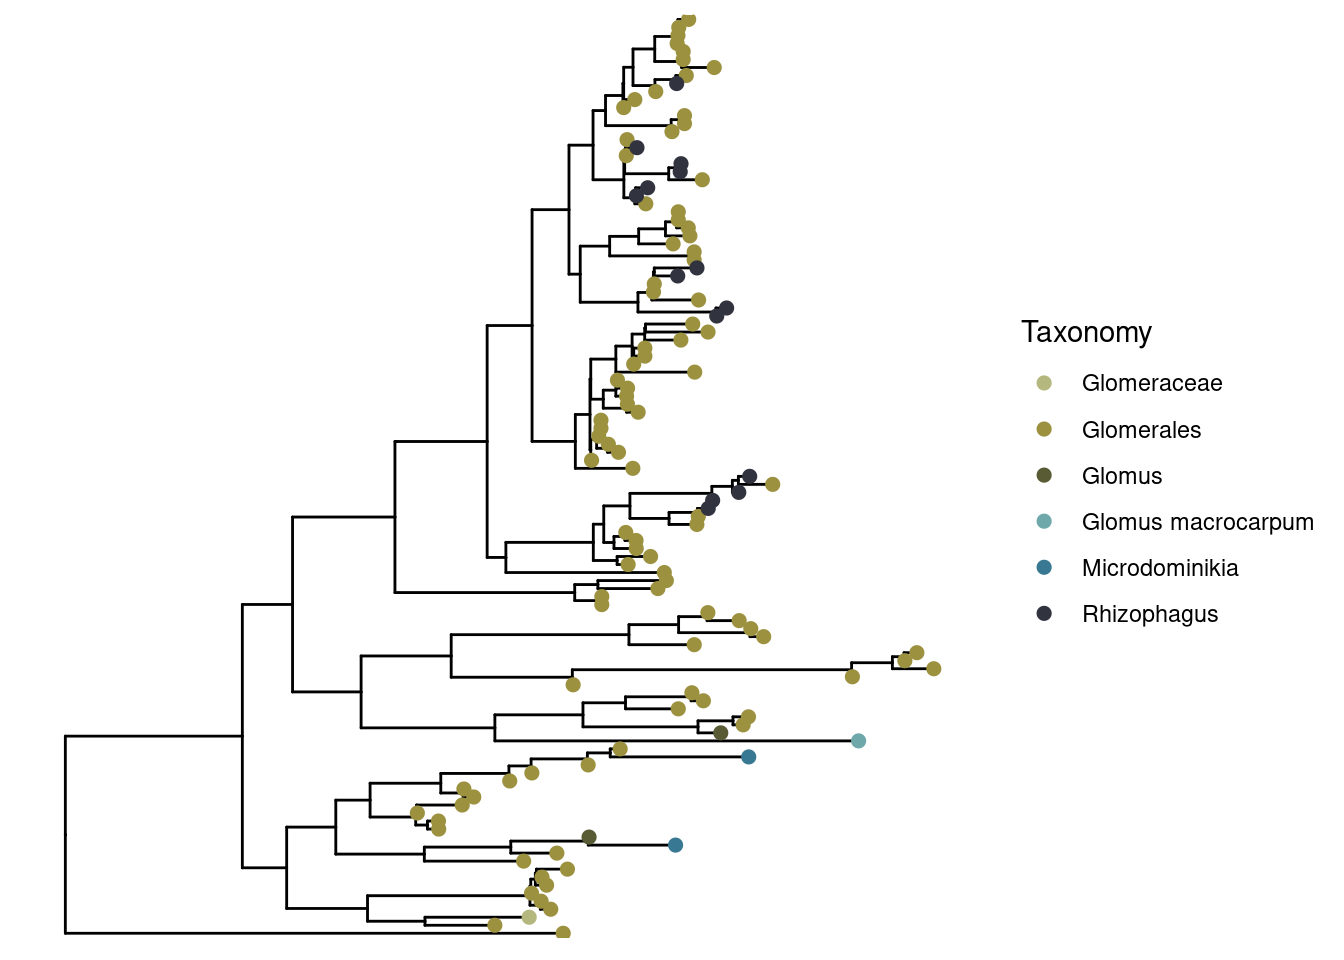 Taxonomy
Glomeraceae
Glomerales
Glomus
Glomus macrocarpum
Microdominikia
Rhizophagus